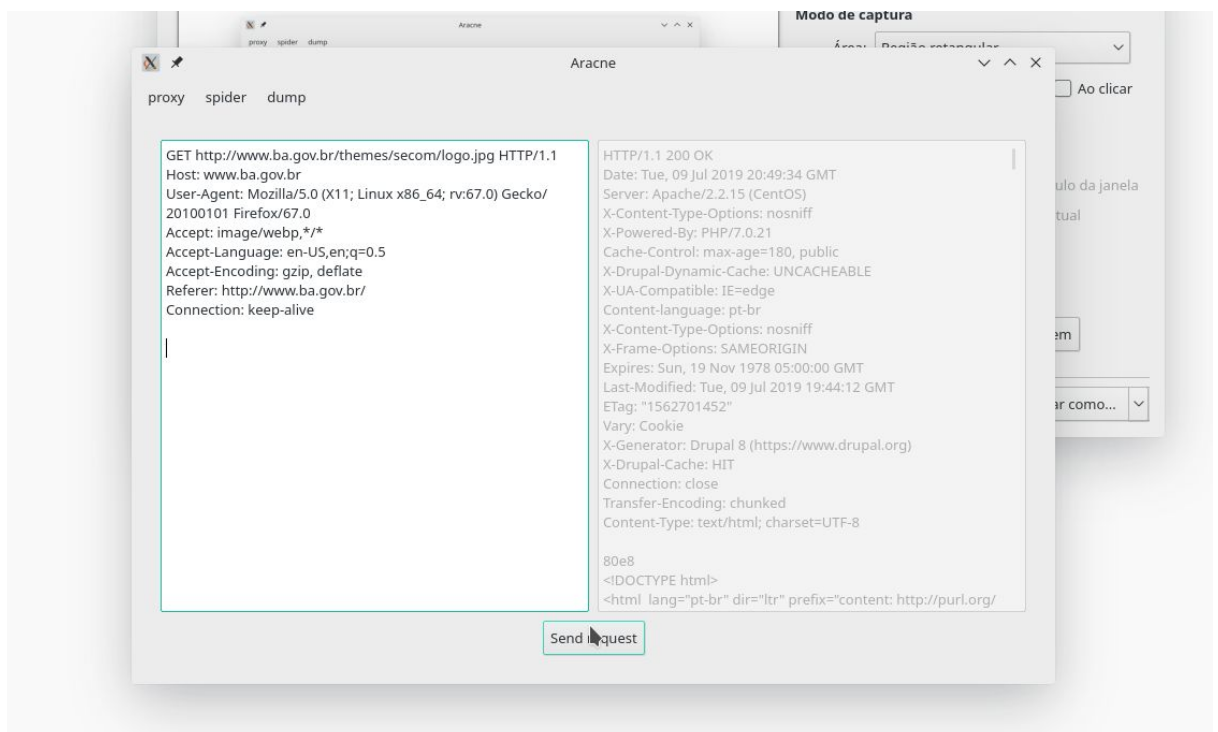 Aracne
proxy spider dump
Modo de captura
Área: Região retangular
Aracne
Ao clicar
proxy spider dump
GET http://www.ba.gov.br/themes/secom/logo.jpg HTTP/1.1
Host: www.ba.gov.br
User-Agent: Mozilla/5.0 (X11; Linux x86_64; rv:67.0) Gecko/
20100101 Firefox/67.0
Accept: image/webp,*/*
Accept-Language: en-US,en;q=0.5
Accept-Encoding: gzip, deflate
Referer: http://www.ba.gov.br/
Connection: keep-alive
HTTP/1.1 200 OK
Date: Tue, 09 Jul 2019 20:49:34 GMT
Server: Apache/2.2.15 (CentOS)
X-Content-Type-Options: nosniff
X-Powered-By: PHP/7.0.21
Cache-Control: max-age=180, public
X-Drupal-Dynamic-Cache: UNCACHEABLE
X-UA-Compatible: IE=edge
Content-language: pt-br
X-Content-Type-Options: nosniff
X-Frame-Options: SAMEORIGIN
Expires: Sun, 19 Nov 1978 05:00:00 GMT
Last-Modified: Tue, 09 Jul 2019 19:44:12 GMT
ETag: "1562701452"
Vary: Cookie
X-Generator: Drupal 8 (https://www.drupal.org)
X-Drupal-Cache: HIT
Connection: close
Transfer-Encoding: chunked
Content-Type: text/html; charset=UTF-8
80e8
<!DOCTYPE html>
<html lang="pt-br" dir="ltr" prefix="content: http://purl.org/
ulo da janela
tual
em
ar como...
Send request